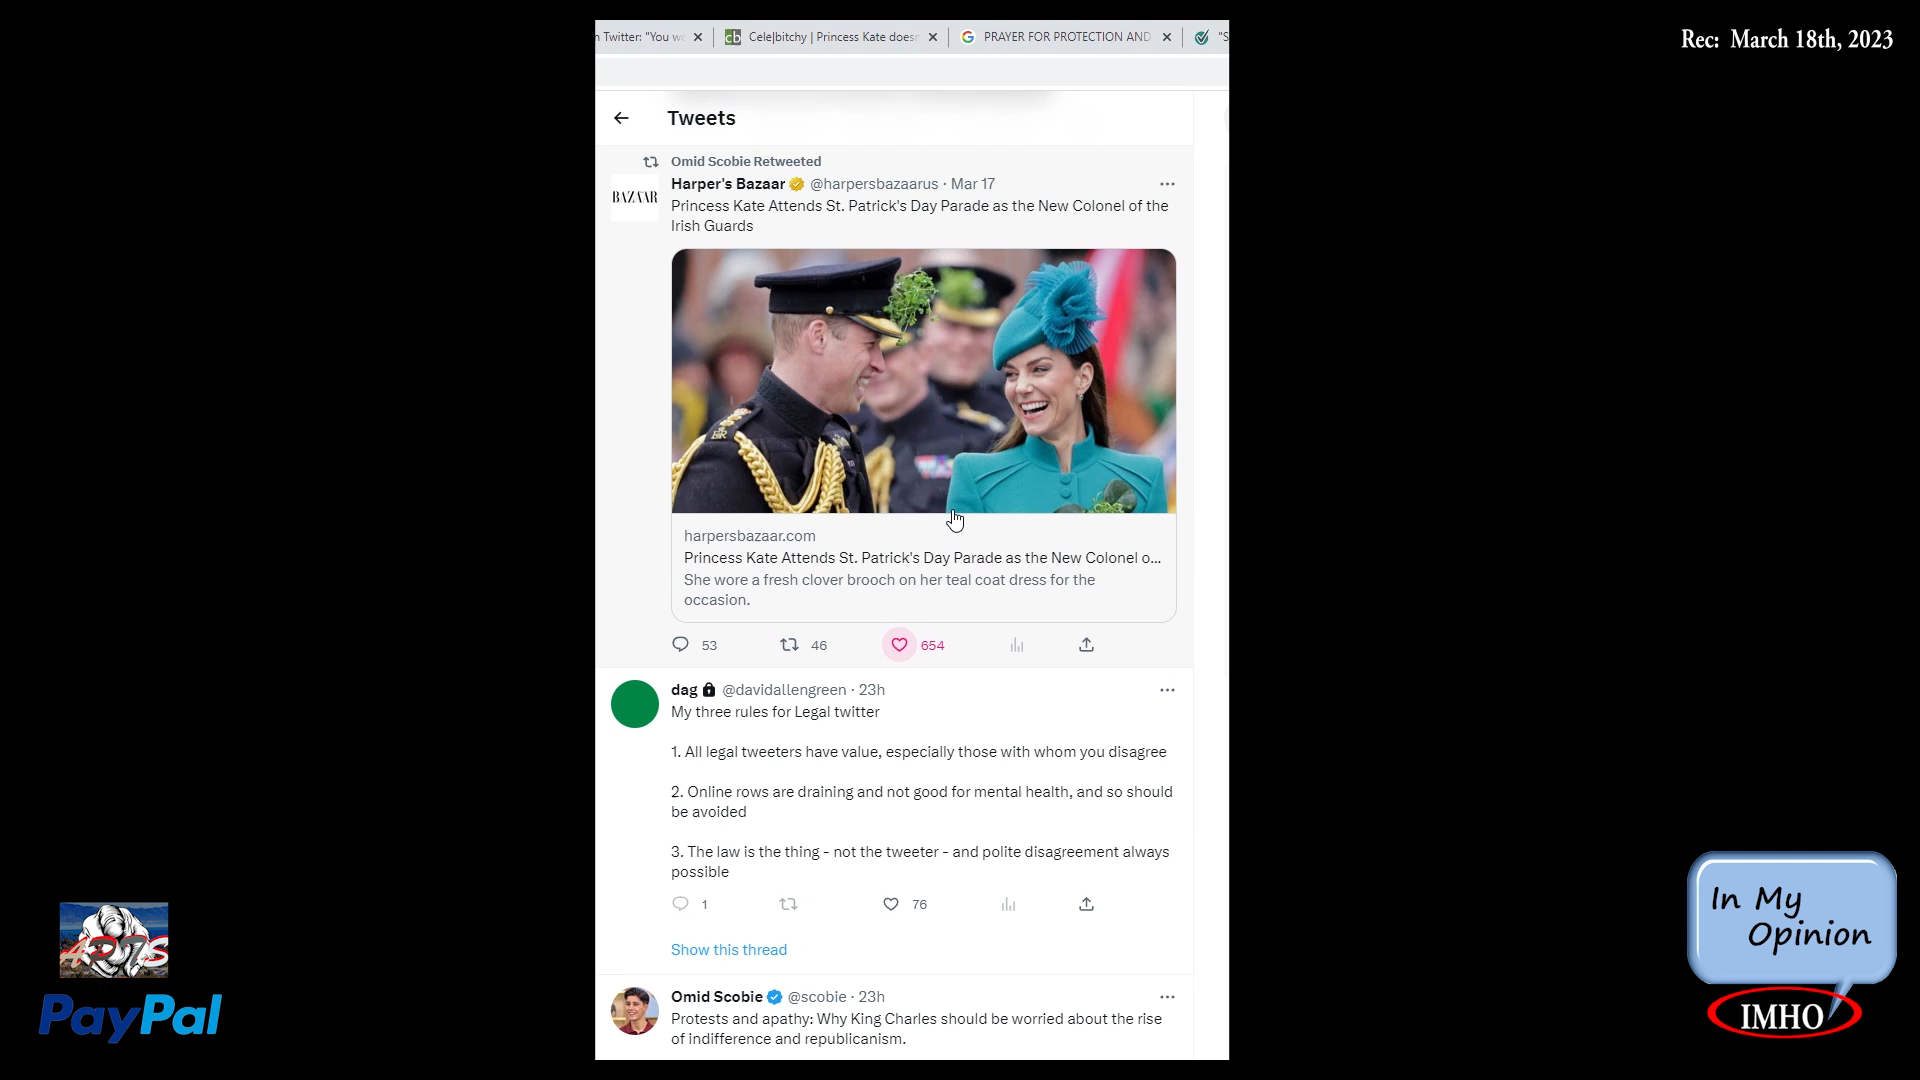 n Twitter: "You w
Cele|bitchy | Princess Kate doesn
PRAYER FOR PROTECTION AND
"S
Rec: March 18th, 2023
Tweets
Omid Scobie Retweeted
BAZAAR
Harper's Bazaar @harpersbazaarus · Mar 17
Princess Kate Attends St. Patrick's Day Parade as the New Colonel of the
Irish Guards
harpersbazaar.com
Princess Kate Attends St. Patrick's Day Parade as the New Colonel o...
She wore a fresh clover brooch on her teal coat dress for the
occasion.
53 46 654
dag @davidallengreen · 23h
My three rules for Legal twitter
1. All legal tweeters have value, especially those with whom you disagree
2. Online rows are draining and not good for mental health, and so should
be avoided
3. The law is the thing - not the tweeter - and polite disagreement always
possible
1 76
Show this thread
Omid Scobie @scobie · 23h
Protests and apathy: Why King Charles should be worried about the rise
of indifference and republicanism.
PayPal
In My
Opinion
IMHO